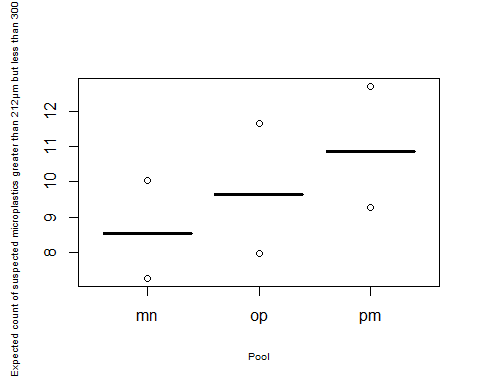 Expected count of suspected microplastics greater than 212µm but less than 300
12
11
10
9
8
mn op pm
Pool